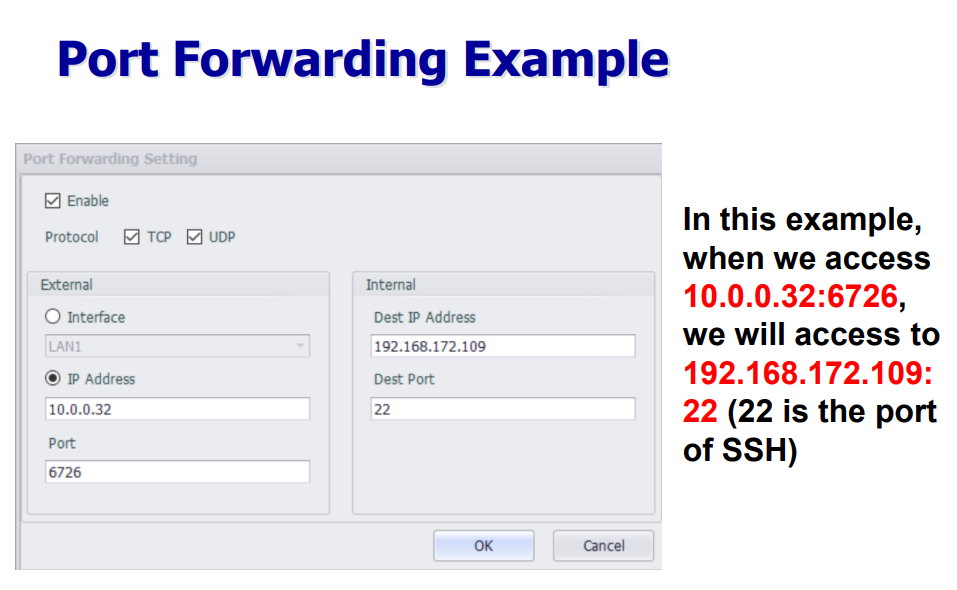 Port Forwarding Example
Port Forwarding Setting
Enable
Protocol TCP UDP
External
Interface
LAN1
IP Address
10.0.0.32
Port
6726
Internal
Dest IP Address
192.168.172.109
Dest Port
22
OK Cancel
In this example,
when we access
10.0.0.32:6726,
we will access to
192.168.172.109:
22 (22 is the port
of SSH)